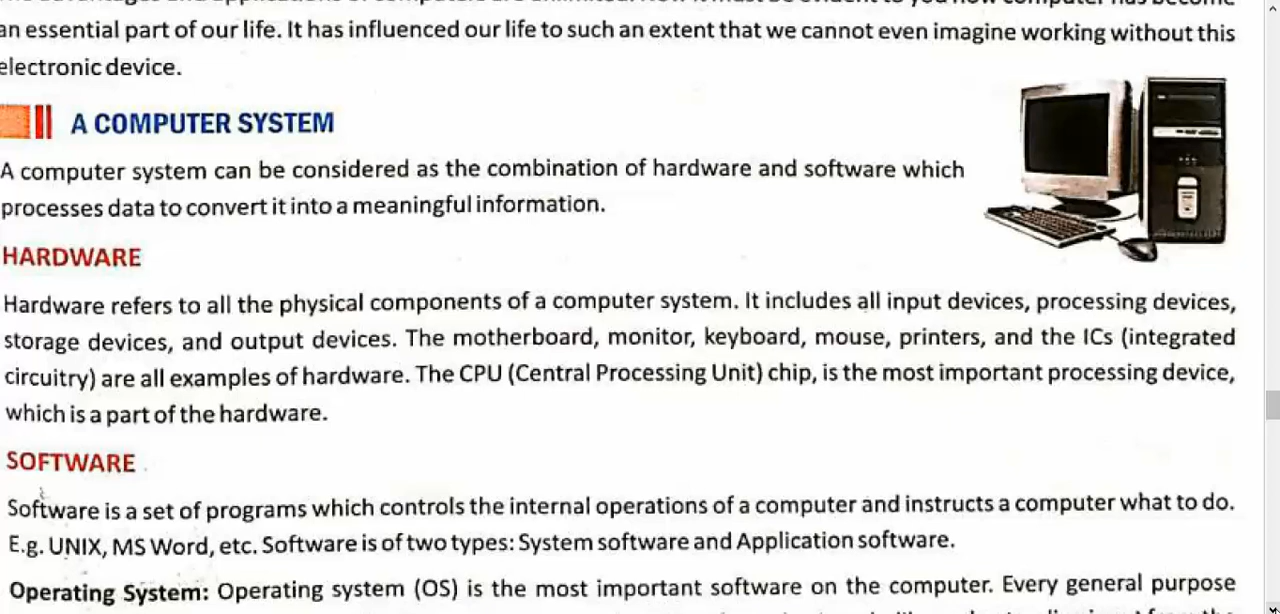 an essential part of our life. It has influenced our life to such an extent that we cannot even imagine working without this
electronic device.
A COMPUTER SYSTEM
A computer system can be considered as the combination of hardware and software which
processes data to convert it into a meaningful information.
HARDWARE
Hardware refers to all the physical components of a computer system. It includes all input devices, processing devices,
storage devices, and output devices. The motherboard, monitor, keyboard, mouse, printers, and the ICs (integrated
circuitry) are all examples of hardware. The CPU (Central Processing Unit) chip, is the most important processing device,
which is a part of the hardware.
SOFTWARE
Software is a set of programs which controls the internal operations of a computer and instructs a computer what to do.
E.g. UNIX, MS Word, etc. Software is of two types: System software and Application software.
Operating System: Operating system (OS) is the most important software on the computer. Every general purpose